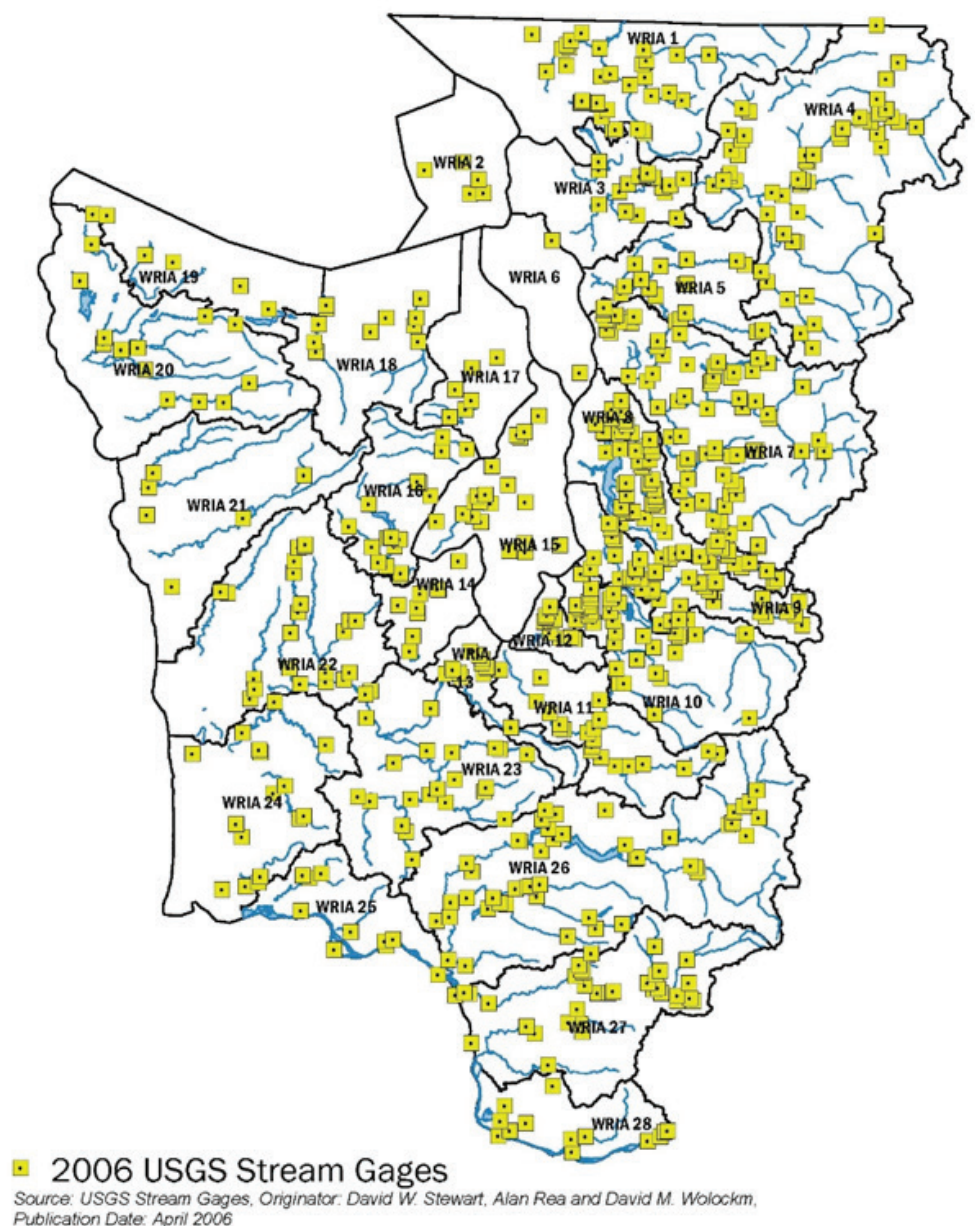 WRIA 1
WRIA 4
WRIA 2
WRIA 3
WRIA 19
WRIA 6
WRIA 5
WRIA 20
WRIA 18
WRIA 17
WRIA 8
WRIA 7
WRIA 21
WRIA 16
WRIA 15
WRIA 14
WRIA 9
WRIA 12
WRIA 22
WRIA
13
WRIA 11
WRIA 10
WRIA 23
WRIA 24
WRIA 26
WRIA 25
WRIA 27
WRIA 28
2006 USGS Stream Gages
Source: USGS Stream Gages, Originator: David W. Stewart, Alan Rea and David M. Wolockm,
Publication Date: April 2006